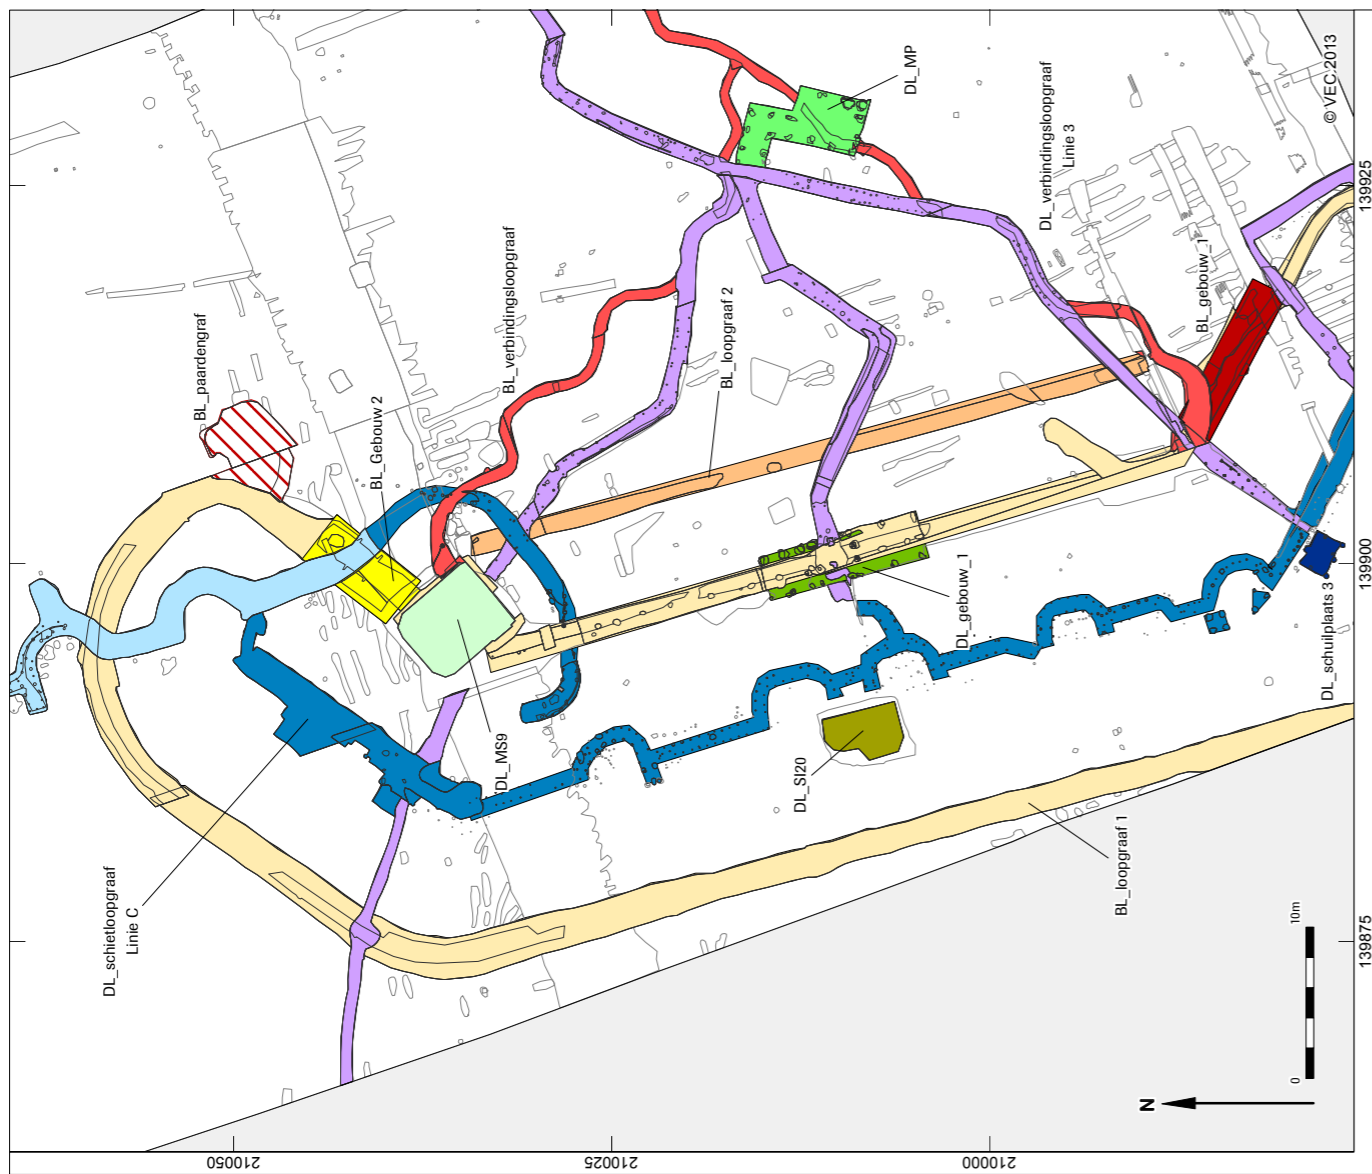 DL_MP
© VEC 2013
DL_verbindingsloopgraaf
Linie 3
139925
BL_gebouw_1
BL_verbindingsloopgraaf
BL_loopgraaf 2
BL_paardengraf
BL_Gebouw 2
DL_gebouw_1
139900
DL_schuilplaats 3
DL_MS9
DL_SI20
DL_schietloopgraaf
Linie C
BL_loopgraaf 1
139875
0
10m
N
210050
210025
210000